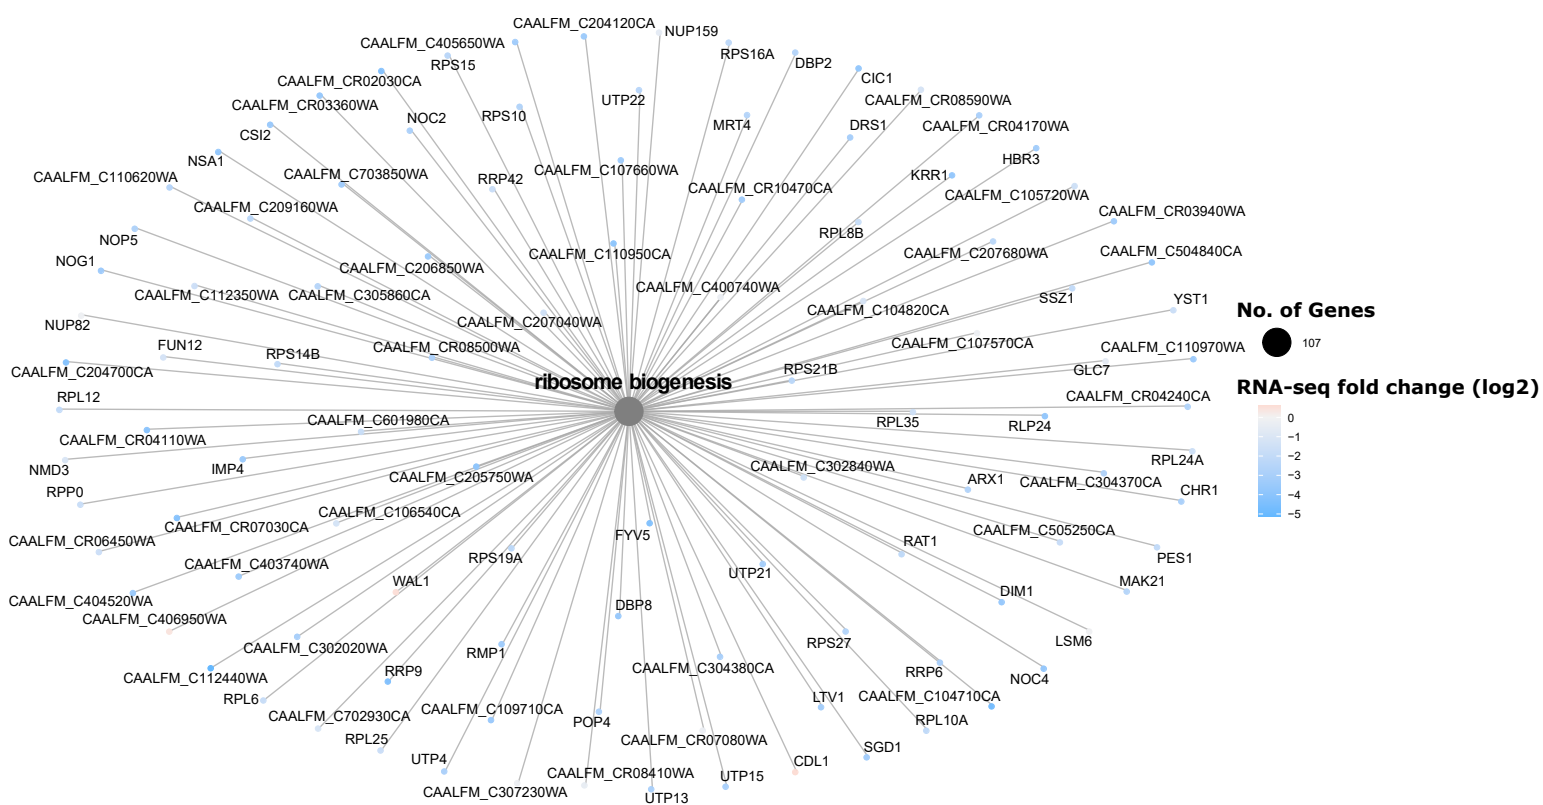 CAALFM_C204120CA
NUP159
CAALFM_C405650WA
RPS16A
DBP2
RPS15
CIC1
CAALFM_CR02030CA
CAALFM_CR03360WA
UTP22
CAALFM_CR08590WA
NOC2
RPS10
MRT4
DRS1
CAALFM_CR04170WA
CSI2
NSA1
HBR3
CAALFM_C703850WA
CAALFM_C107660WA
KRR1
CAALFM_C110620WA
RRP42
CAALFM_CR10470CA
CAALFM_C105720WA
CAALFM_C209160WA
CAALFM_CR03940WA
NOP5
RPL8B
NOG1
CAALFM_C110950CA
CAALFM_C207680WA
CAALFM_C504840CA
CAALFM_C206850WA
CAALFM_C112350WA
CAALFM_C305860CA
CAALFM_C400740WA
SSZ1
YST1
NUP82
CAALFM_C207040WA
CAALFM_C104820CA
No. of Genes
107
FUN12
RPS14B
CAALFM_CR08500WA
CAALFM_C107570CA
CAALFM_C110970WA
CAALFM_C204700CA
ribosome biogenesis
RPS21B
GLC7
RNA-seq fold change (log2)
RPL12
CAALFM_CR04240CA
0
−1
−2
−3
−4
−5
CAALFM_C601980CA
RPL35
RLP24
CAALFM_CR04110WA
NMD3
IMP4
CAALFM_C205750WA
CAALFM_C302840WA
RPL24A
RPP0
ARX1
CAALFM_C304370CA
CHR1
CAALFM_CR07030CA
CAALFM_C106540CA
CAALFM_CR06450WA
FYV5
CAALFM_C505250CA
RAT1
PES1
CAALFM_C403740WA
RPS19A
UTP21
WAL1
MAK21
CAALFM_C404520WA
DIM1
CAALFM_C406950WA
DBP8
LSM6
CAALFM_C302020WA
RMP1
RPS27
CAALFM_C112440WA
RRP9
CAALFM_C304380CA
RRP6
NOC4
RPL6
CAALFM_C104710CA
LTV1
CAALFM_C702930CA
CAALFM_C109710CA
POP4
RPL10A
RPL25
CAALFM_CR07080WA
SGD1
UTP4
CDL1
CAALFM_CR08410WA
UTP15
CAALFM_C307230WA
UTP13